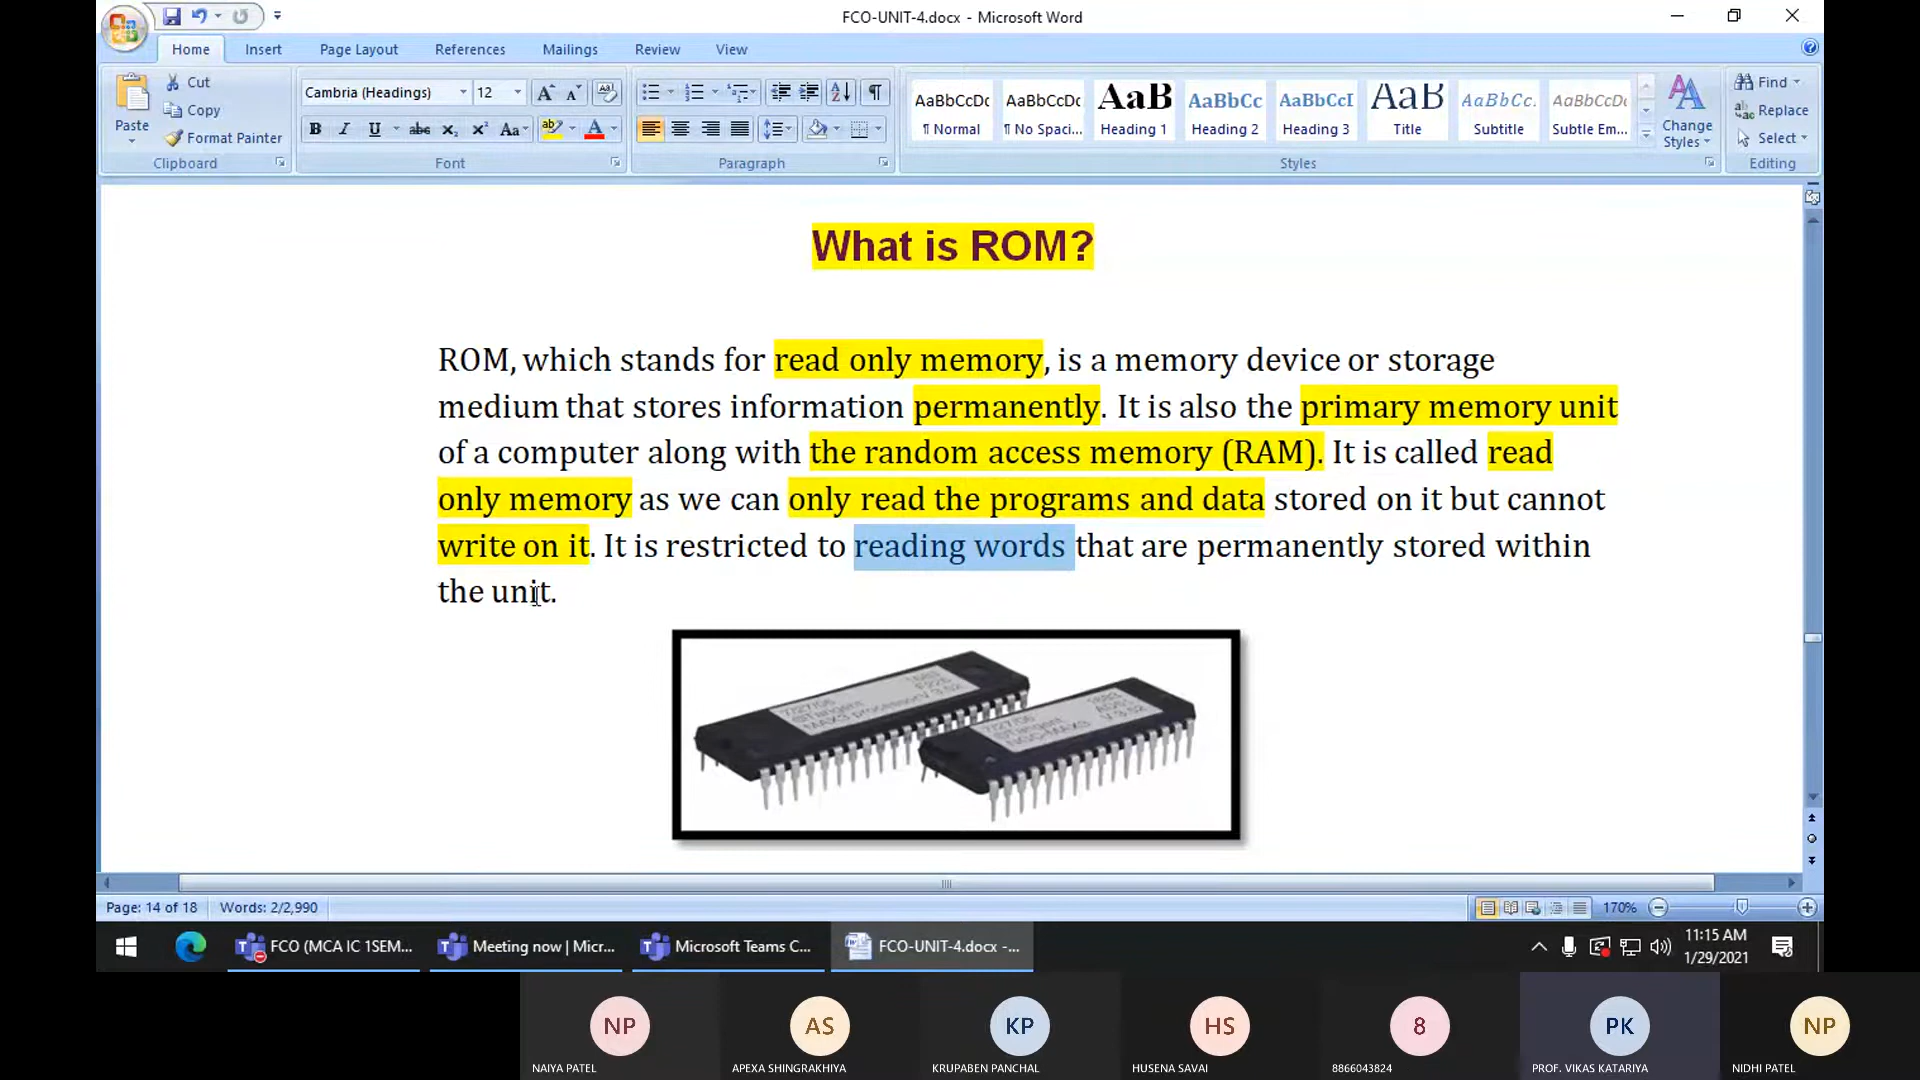 FCO-UNIT-4.docx - Microsoft Word
Home Insert Page Layout References Mailings Review View
Paste
Cut
Copy
Format Painter
Clipboard
Cambria (Headings) 12
Font
Paragraph
AaBbCcDc AaBbCcDc AaB AaBbCc AaBbCcI AaB AaBbCc. AaBbCcDc
¶ Normal ¶ No Spaci... Heading 1 Heading 2 Heading 3 Title Subtitle Subtle Em...
Styles
Change Styles
Find
Replace
Select
Editing
What is ROM?
ROM, which stands for read only memory, is a memory device or storage
medium that stores information permanently. It is also the primary memory unit
of a computer along with the random access memory (RAM). It is called read
only memory as we can only read the programs and data stored on it but cannot
write on it. It is restricted to reading words that are permanently stored within
the unit.
Page: 14 of 18 Words: 2/2,990 170%
FCO (MCA IC 1SEM... Meeting now | Micr... Microsoft Teams C... FCO-UNIT-4.docx -...
11:15 AM
1/29/2021
NP AS KP HS 8 PK NP
NAIYA PATEL APEXA SHINGRAKHIYA KRUPABEN PANCHAL HUSENA SAVAI 8866043824 PROF. VIKAS KATARIYA NIDHI PATEL